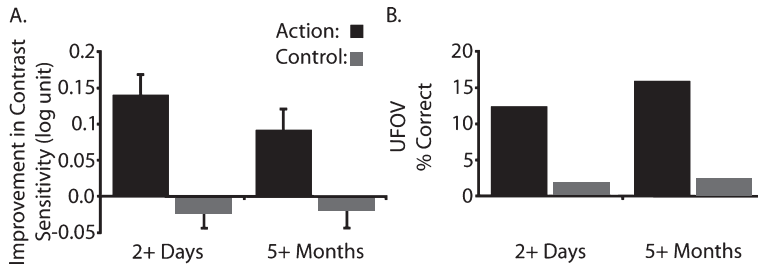 A.
Action:
Control:
Improvement in Contrast
Sensitivity (log unit)
0.2
0.15
0.1
0.05
0.0
-0.05
2+ Days
5+ Months
B.
UFOV
% Correct
20
15
10
5
0
2+ Days
5+ Months